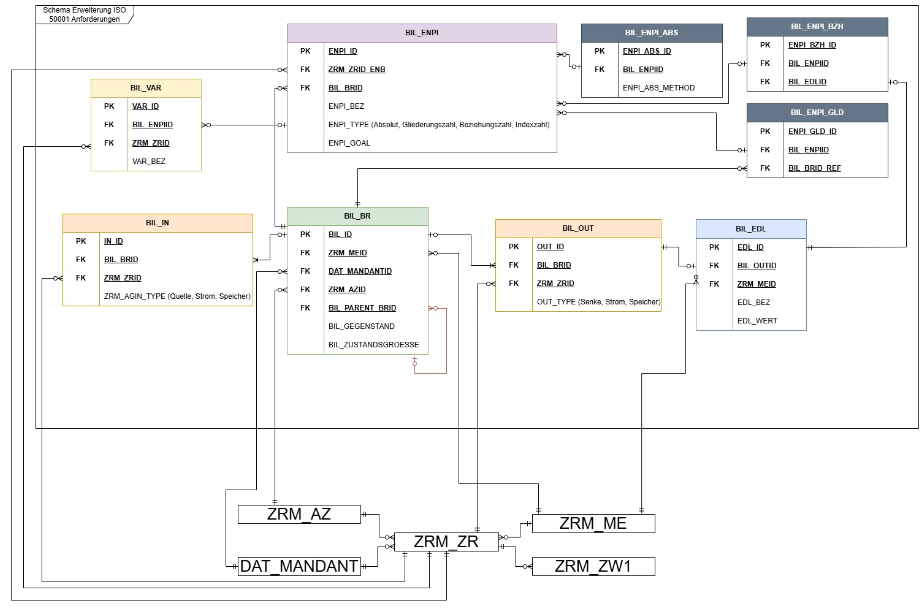 Schema Erweiterung ISO
50001 Anforderungen
BIL_ENPI
PK ENPI_ID
FK ZRM_ZRID_ENB
FK BIL_BRID
ENPI_BEZ
ENPI_TYPE (Absolut, Gliederungszahl, Beziehungszahl, Indexzahl)
ENPI_GOAL
BIL_ENPI_ABS
PK ENPI_ABS_ID
FK BIL_ENPIID
ENPI_ABS_METHOD
BIL_ENPI_BZH
PK ENPI_BZH_ID
FK BIL_ENPIID
FK BIL_EDLID
BIL_VAR
PK VAR_ID
FK BIL_ENPIID
FK ZRM_ZRID
VAR_BEZ
BIL_ENPI_GLD
PK ENPI_GLD_ID
FK BIL_ENPIID
FK BIL_BRID_REF
BIL_IN
PK IN_ID
FK BIL_BRID
FK ZRM_ZRID
ZRM_AGIN_TYPE (Quelle, Strom, Speicher)
BIL_BR
PK BIL_ID
FK ZRM_MEID
FK DAT_MANDANTID
FK ZRM_AZID
FK BIL_PARENT_BRID
BIL_GEGENSTAND
BIL_ZUSTANDSGROESSE
BIL_OUT
PK OUT_ID
FK BIL_BRID
FK ZRM_ZRID
OUT_TYPE (Senke, Strom, Speicher)
BIL_EDL
PK EDL_ID
FK BIL_OUTID
FK ZRM_MEID
EDL_BEZ
EDL_WERT
ZRM_AZ
ZRM_ME
ZRM_ZR
DAT_MANDANT
ZRM_ZW1